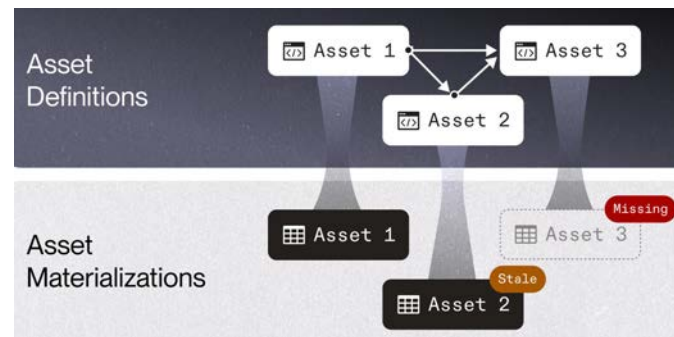 Asset
Definitions
</> Asset 1
</> Asset 3
</> Asset 2
Asset
Materializations
Asset 1
Missing
Asset 3
Stale
Asset 2